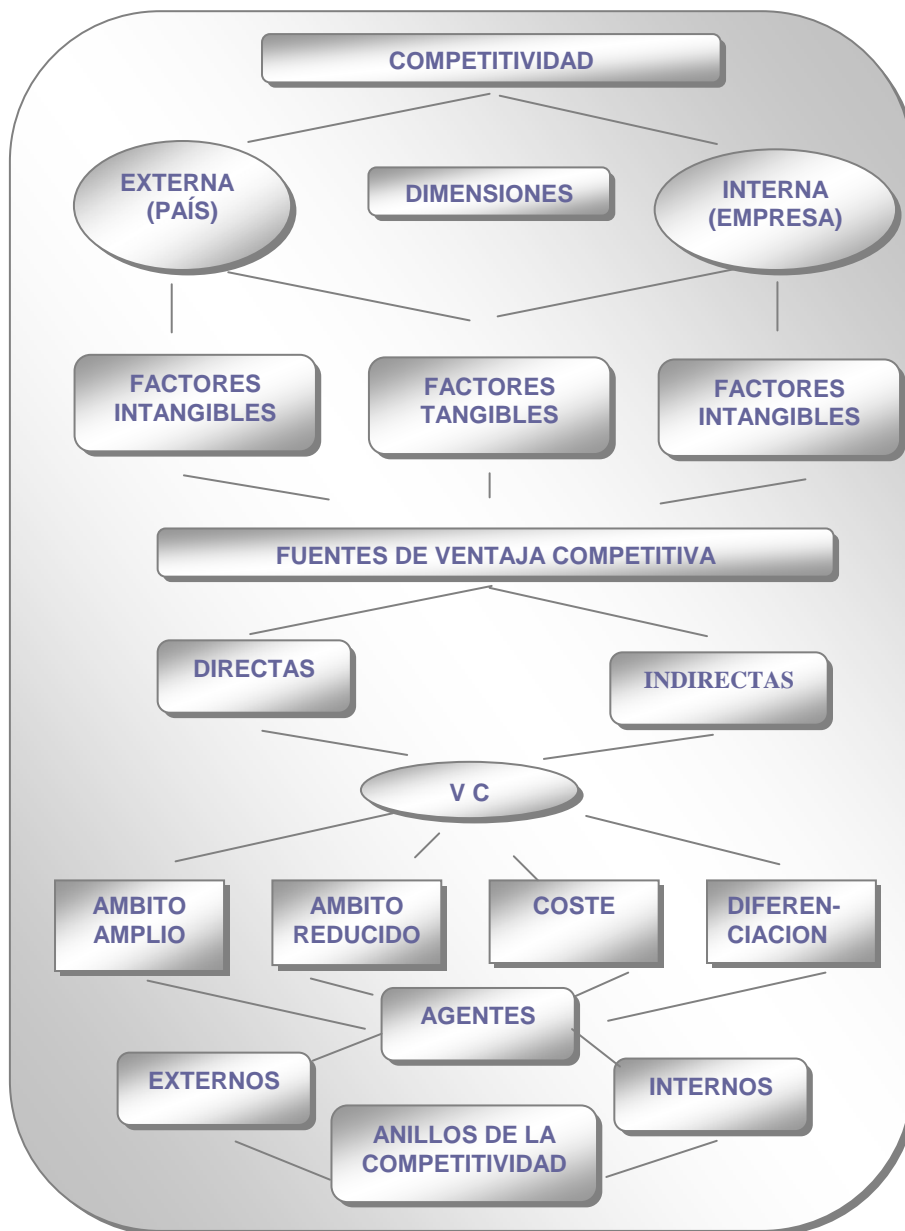 COMPETITIVIDAD
EXTERNA
(PAÍS)
DIMENSIONES
INTERNA
(EMPRESA)
FACTORES
INTANGIBLES
FACTORES
TANGIBLES
FACTORES
INTANGIBLES
FUENTES DE VENTAJA COMPETITIVA
DIRECTAS
INDIRECTAS
V C
AMBITO
AMPLIO
AMBITO
REDUCIDO
COSTE
DIFEREN-
CIACION
AGENTES
EXTERNOS
INTERNOS
ANILLOS DE LA
COMPETITIVIDAD